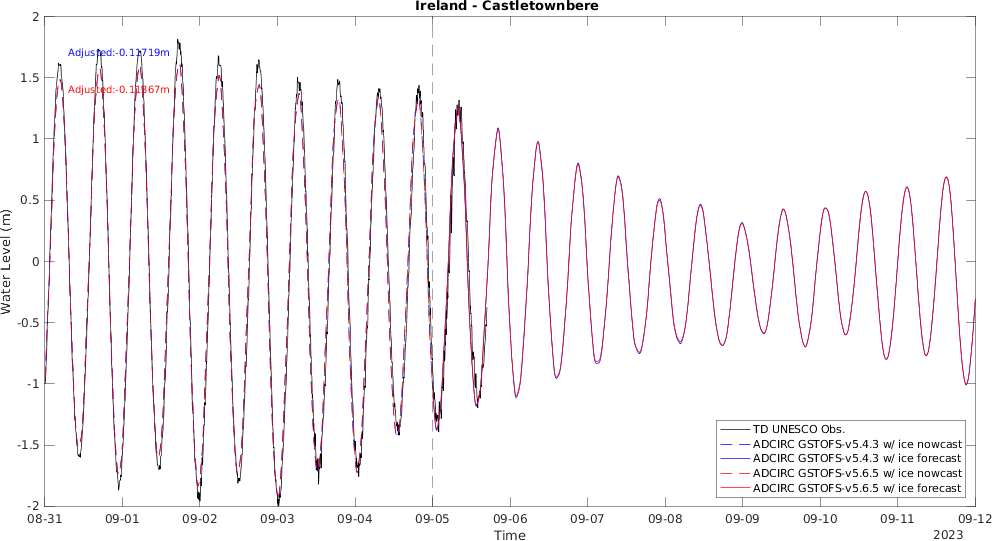 Ireland - Castletownbere
2
1.5
1
0.5
0
-0.5
-1
-1.5
-2
Water Level (m)
Adjusted:-0.11719m
Adjusted:-0.11367m
TD UNESCO Obs.
ADCIRC GSTOFS-v5.4.3 w/ ice nowcast
ADCIRC GSTOFS-v5.4.3 w/ ice forecast
ADCIRC GSTOFS-v5.6.5 w/ ice nowcast
ADCIRC GSTOFS-v5.6.5 w/ ice forecast
08-31 09-01 09-02 09-03 09-04 09-05 09-06 09-07 09-08 09-09 09-10 09-11 09-12
Time
2023